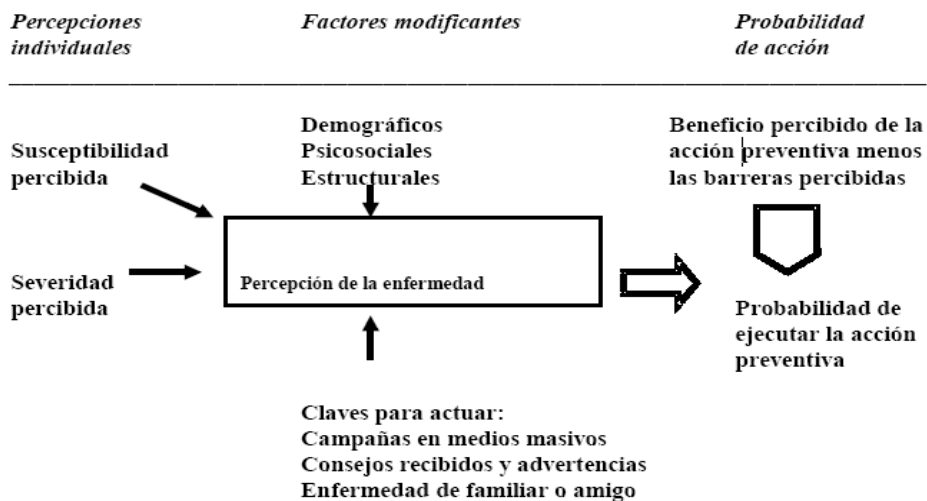 Percepciones
individuales
Factores modificantes
Probabilidad
de acción
Susceptibilidad
percibida
Severidad
percibida
Demográficos
Psicosociales
Estructurales
Percepción de la enfermedad
Claves para actuar:
Campañas en medios masivos
Consejos recibidos y advertencias
Enfermedad de familiar o amigo
Beneficio percibido de la
acción preventiva menos
las barreras percibidas
Probabilidad de
ejecutar la acción
preventiva